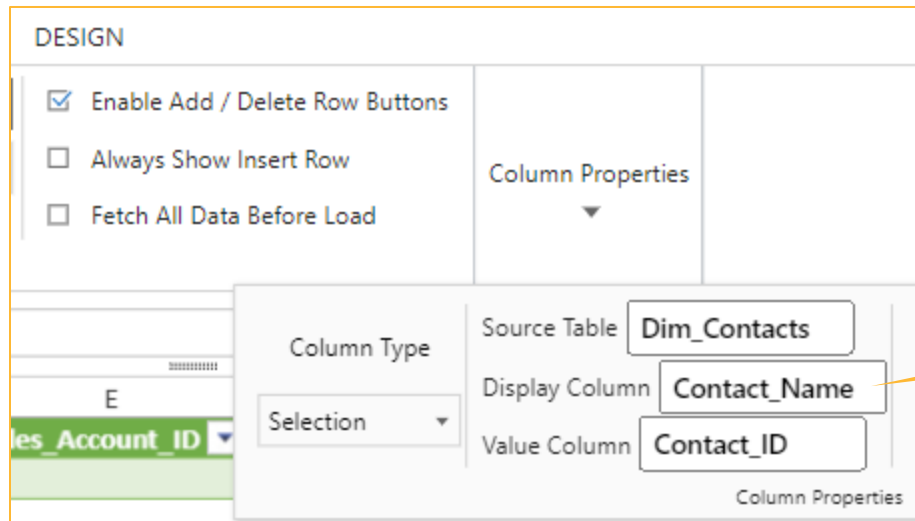 DESIGN
Enable Add / Delete Row Buttons
Always Show Insert Row
Fetch All Data Before Load
Column Properties
Column Type
Selection
Source Table Dim_Contacts
Display Column Contact_Name
Value Column Contact_ID
Column Properties
E
les_Account_ID